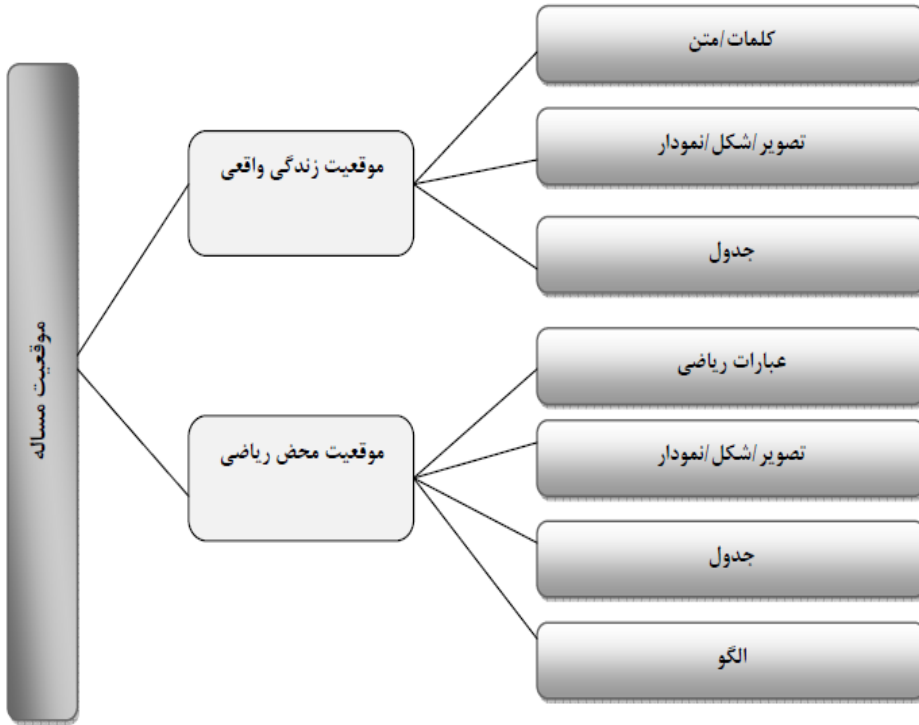 موقعیت مساله
موقعیت زندگی واقعی
کلمات/متن
تصویر/شکل/نمودار
جدول
موقعیت محض ریاضی
عبارات ریاضی
تصویر/شکل/نمودار
جدول
الگو